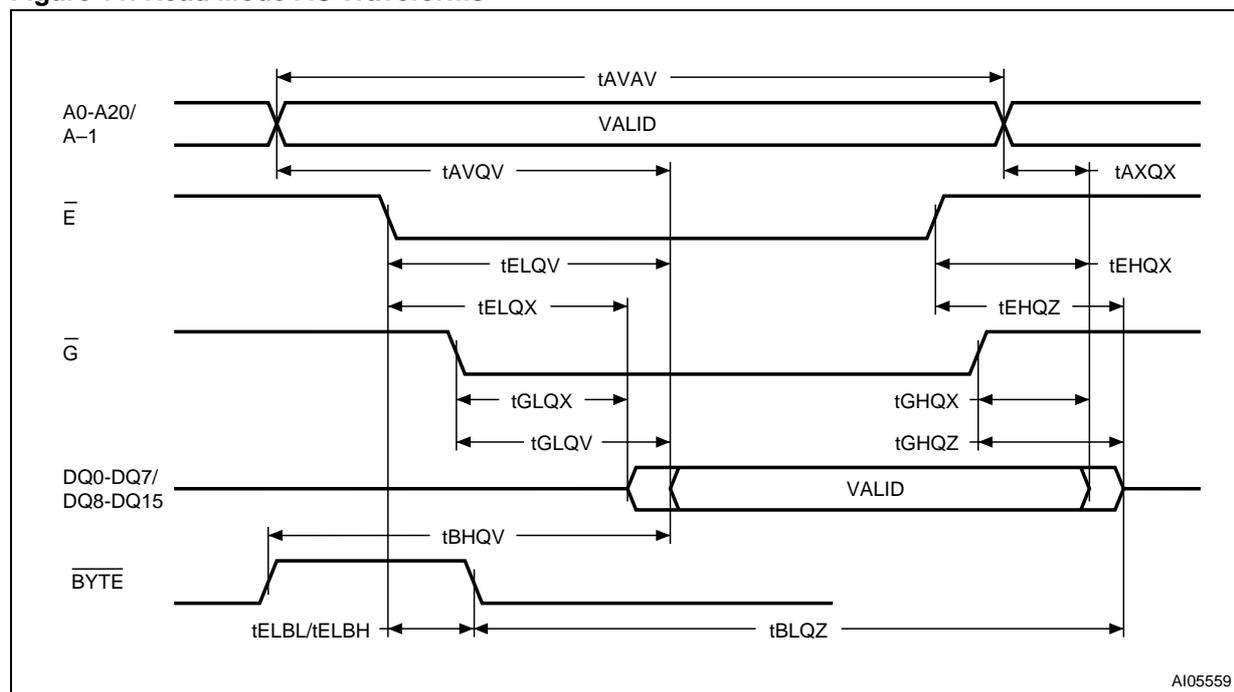 tAVAV
A0-A20/
A–1
VALID
tAVQV
tAXQX
E
tELQV
tEHQX
tELQX
tEHQZ
G
tGLQX
tGHQX
tGLQV
tGHQZ
DQ0-DQ7/
DQ8-DQ15
VALID
tBHQV
BYTE
tELBL/tELBH
tBLQZ
AI05559